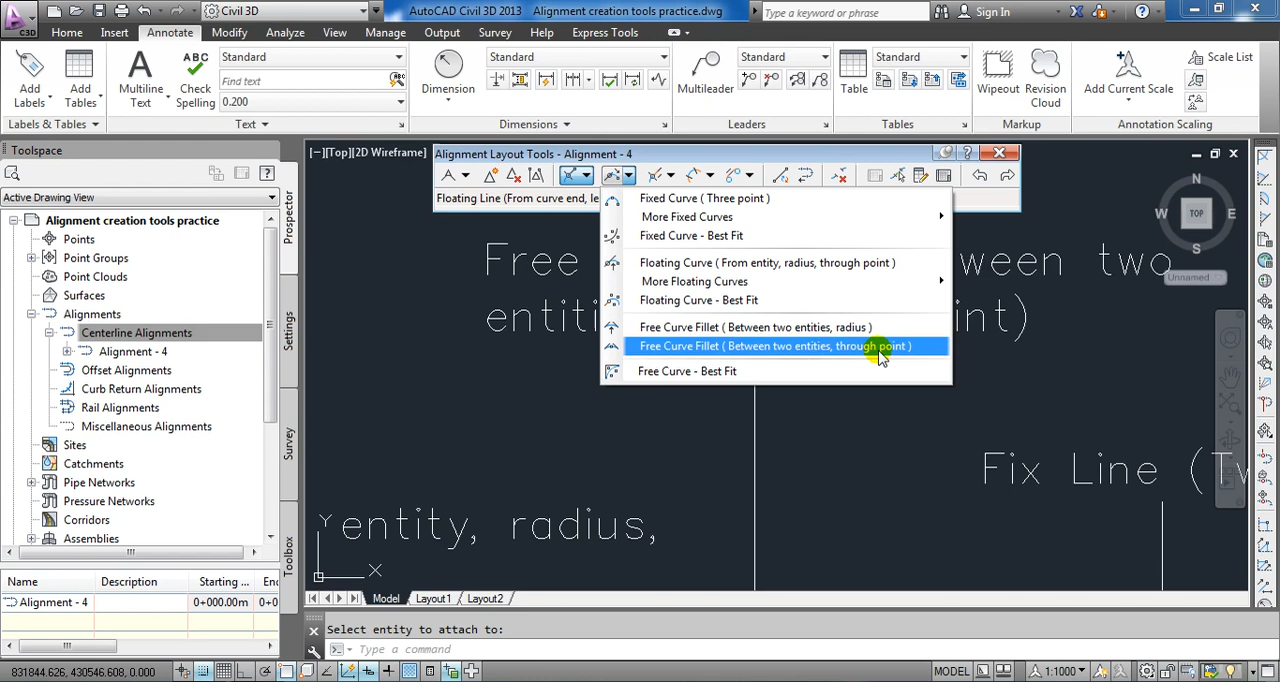 Civil 3D
AutoCAD Civil 3D 2013 Alignment creation tools practice.dwg
Type a keyword or phrase
Sign In
C3D
Home Insert Annotate Modify Analyze View Manage Output Survey Help Express Tools
Add Labels
Add Tables
Multiline Text
ABC
Check Spelling
Standard
Find text
0.200
Dimension
Standard
Multileader
Standard
Table
Standard
Wipeout
Revision Cloud
Add Current Scale
Scale List
Labels & Tables
Text
Dimensions
Leaders
Tables
Markup
Annotation Scaling
Toolspace
Active Drawing View
Alignment creation tools practice
Points
Point Groups
Point Clouds
Surfaces
Alignments
Centerline Alignments
Alignment - 4
Offset Alignments
Curb Return Alignments
Rail Alignments
Miscellaneous Alignments
Sites
Catchments
Pipe Networks
Pressure Networks
Corridors
Assemblies
Prospector
Settings
Survey
Toolbox
Name Description Starting ... End
Alignment - 4 0+000.00m 0+0
[−][Top][2D Wireframe]
Alignment Layout Tools - Alignment - 4
Floating Line (From curve end, le
Fixed Curve ( Three point )
More Fixed Curves
Fixed Curve - Best Fit
Floating Curve ( From entity, radius, through point )
More Floating Curves
Floating Curve - Best Fit
Free Curve Fillet ( Between two entities, radius )
Free Curve Fillet ( Between two entities, through point )
Free Curve - Best Fit
N
W TOP E
S
Unnamed
Free ween two
entiti int)
Fix Line (Tw
entity, radius,
Y
X
Model Layout1 Layout2
Select entity to attach to:
Type a command
831844.626, 430546.608, 0.000
MODEL
1:1000